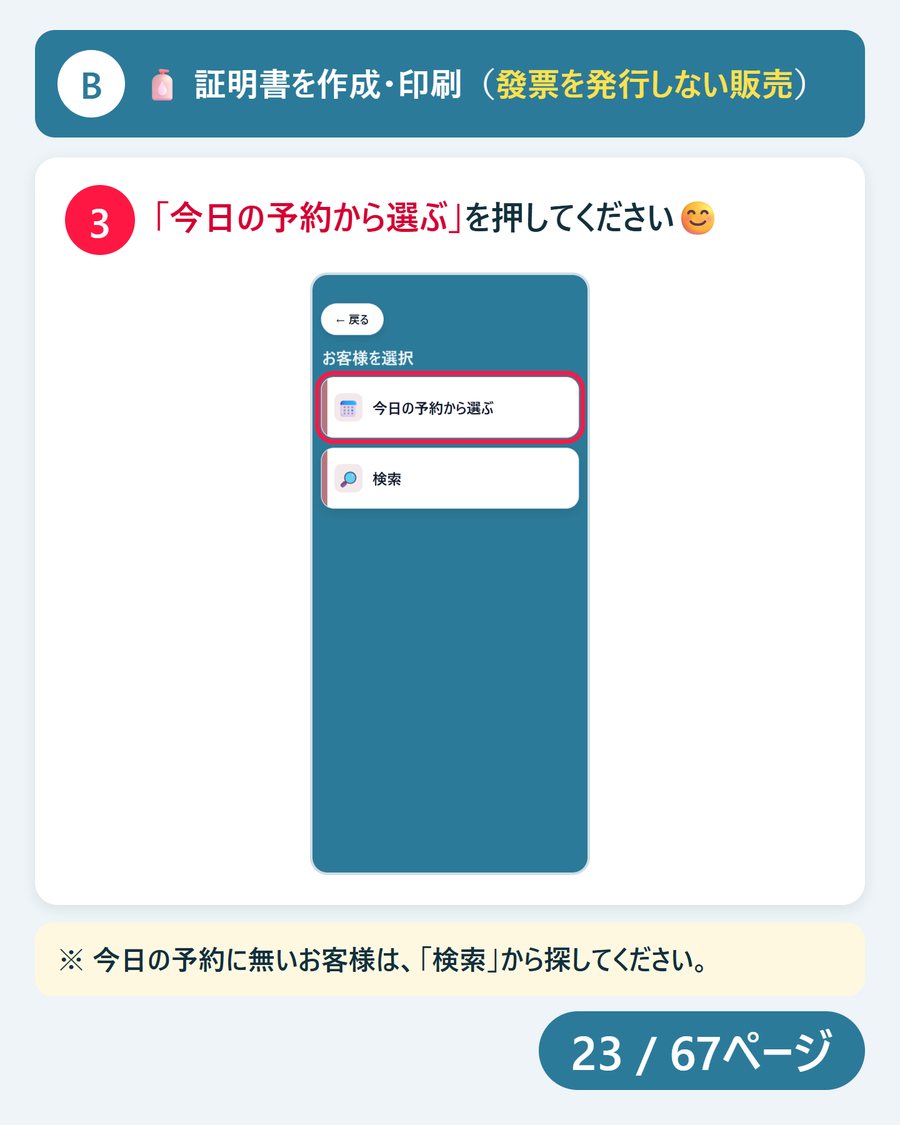 B 証明書を作成・印刷（發票を発行しない販売）
3 「今日の予約から選ぶ」を押してください😊
← 戻る
お客様を選択
今日の予約から選ぶ
検索
※ 今日の予約に無いお客様は、「検索」から探してください。
23 / 67ページ